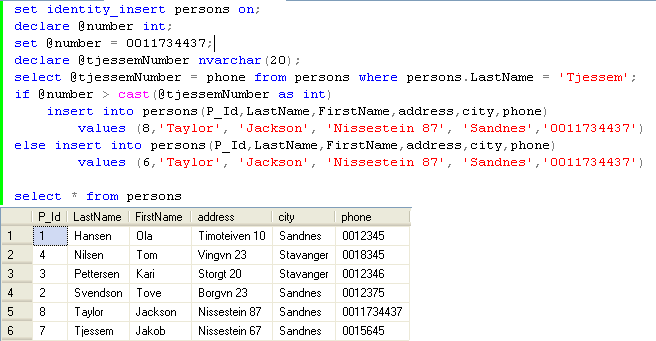 set identity_insert persons on;
declare @number int;
set @number = 0011734437;
declare @tjessemNumber nvarchar(20);
select @tjessemNumber = phone from persons where persons.LastName = 'Tjessem';
if @number > cast(@tjessemNumber as int)
insert into persons(P_Id,LastName,FirstName,address,city,phone)
values (8,'Taylor', 'Jackson', 'Nissestein 87', 'Sandnes','0011734437')
else insert into persons(P_Id,LastName,FirstName,address,city,phone)
values (6,'Taylor', 'Jackson', 'Nissestein 87', 'Sandnes','0011734437')
select * from persons
P_Id LastName FirstName address city phone
1 1 Hansen Ola Timoteiven 10 Sandnes 0012345
2 4 Nilsen Tom Vingvn 23 Stavanger 0018345
3 3 Pettersen Kari Storgt 20 Stavanger 0012346
4 2 Svendson Tove Borgvn 23 Sandnes 0012375
5 8 Taylor Jackson Nissestein 87 Sandnes 0011734437
6 7 Tjessem Jakob Nissestein 67 Sandnes 0015645